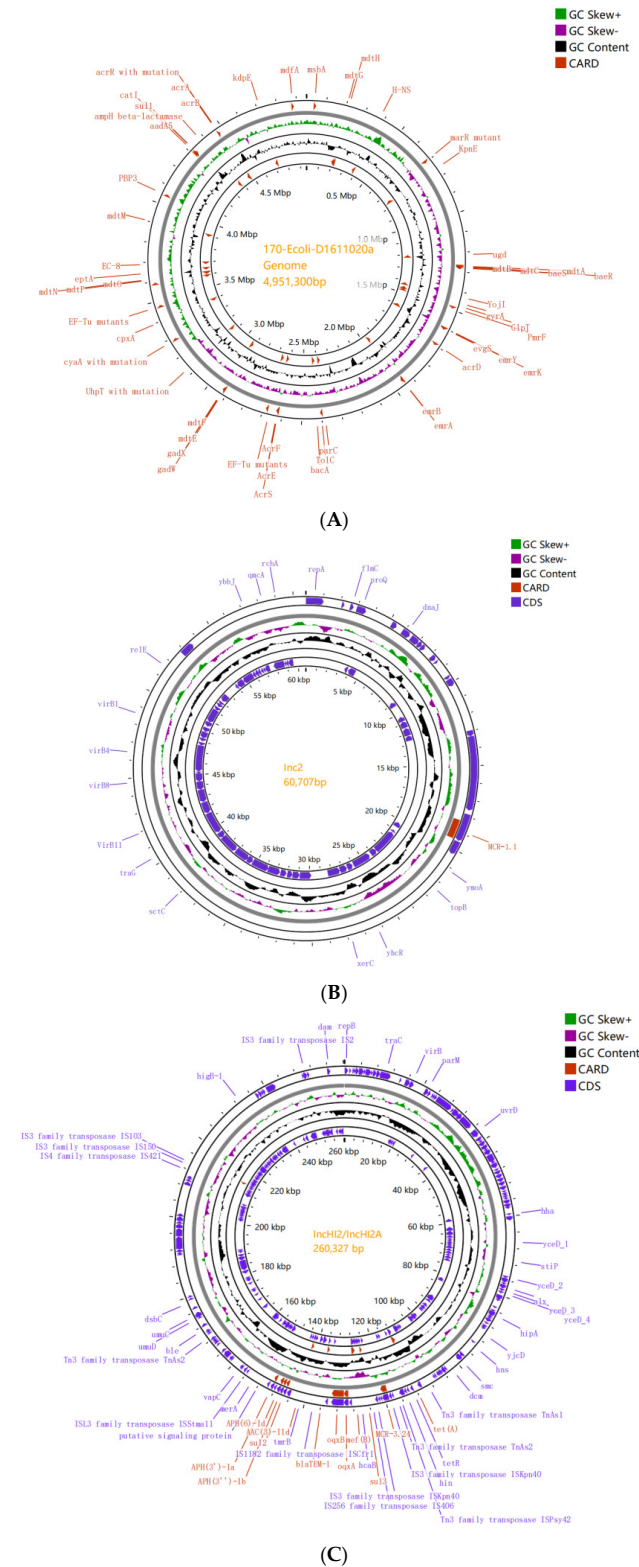 GC Skew+
GC Skew-
GC Content
CARD
mdfA
msbA
mdtH
mdtG
H-NS
marR mutant
KpnE
ugd
mdtB
mdtC
baeS
mdtA
baeR
YojI
gyrA
GlpT
PmrF
evgS
emrY
emrK
acrD
emrB
emrA
parC
TolC
bacA
AcrF
EF-Tu mutants
AcrE
AcrS
mdtF
mdtE
gadX
gadW
UhpT with mutation
cyaA with mutation
cpxA
EF-Tu mutants
mdtO
mdtP
mdtN
eptA
EC-8
mdtM
PBP3
aadA5
ampH beta-lactamase
sul1
catI
acrB
acrA
acrR with mutation
kdpE
0.5 Mbp
1.0 Mbp
1.5 Mbp
2.0 Mbp
2.5 Mbp
3.0 Mbp
3.5 Mbp
4.0 Mbp
4.5 Mbp
170-Ecoli-D1611020a
Genome
4,951,300bp
(A)
GC Skew+
GC Skew-
GC Content
CARD
CDS
repA
flmC
proQ
dnaJ
MCR-1.1
ymoA
topB
yhcR
xerC
sctC
traG
VirB11
virB8
virB4
virB1
relE
ybhJ
qmcA
rcbA
60 kbp
5 kbp
10 kbp
15 kbp
20 kbp
25 kbp
30 kbp
35 kbp
40 kbp
45 kbp
50 kbp
55 kbp
Inc2
60,707bp
(B)
GC Skew+
GC Skew-
GC Content
CARD
CDS
dam
repB
IS3 family transposase IS2
traC
virB
parM
uvrD
hha
yceD_1
stiP
yceD_2
yceD_3
yceD_4
hipA
yjcD
hns
smc
dcm
Tn3 family transposase TnAs1
tet(A)
Tn3 family transposase TnAs2
tetR
IS3 family transposase ISKpn40
hin
Tn3 family transposase ISPsy42
MCR-3.24
IS3 family transposase ISKpn40
IS256 family transposase IS406
sul3
hcaB
mef(B)
ISCfr1
oqxB
oqxA
IS1182 family transposase
blaTEM-1
tmrB
AAC(3)-IId
sul2
APH(6)-Id
APH(3')-Ia
APH(3'')-Ib
putative signaling protein
ISL3 family transposase ISStma11
merA
vapC
Tn3 family transposase TnAs2
ble
umuD
umuC
dsbC
IS4 family transposase IS421
IS3 family transposase IS150
IS3 family transposase IS103
higB-1
260 kbp
20 kbp
40 kbp
60 kbp
80 kbp
100 kbp
120 kbp
140 kbp
160 kbp
180 kbp
200 kbp
220 kbp
240 kbp
IncHI2/IncHI2A
260,327 bp
(C)